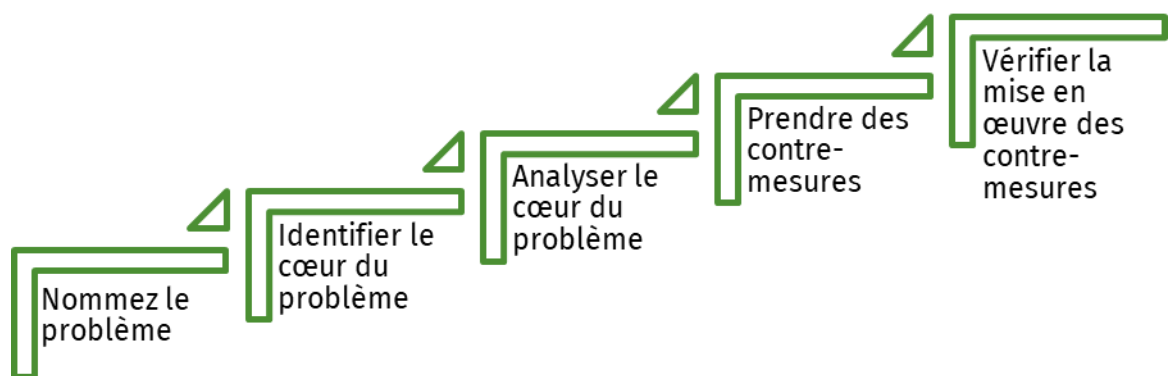 Nommez le
problème
Identifier le
cœur du
problème
Analyser le
cœur du
problème
Prendre des
contre-
mesures
Vérifier la
mise en
œuvre des
contre-
mesures